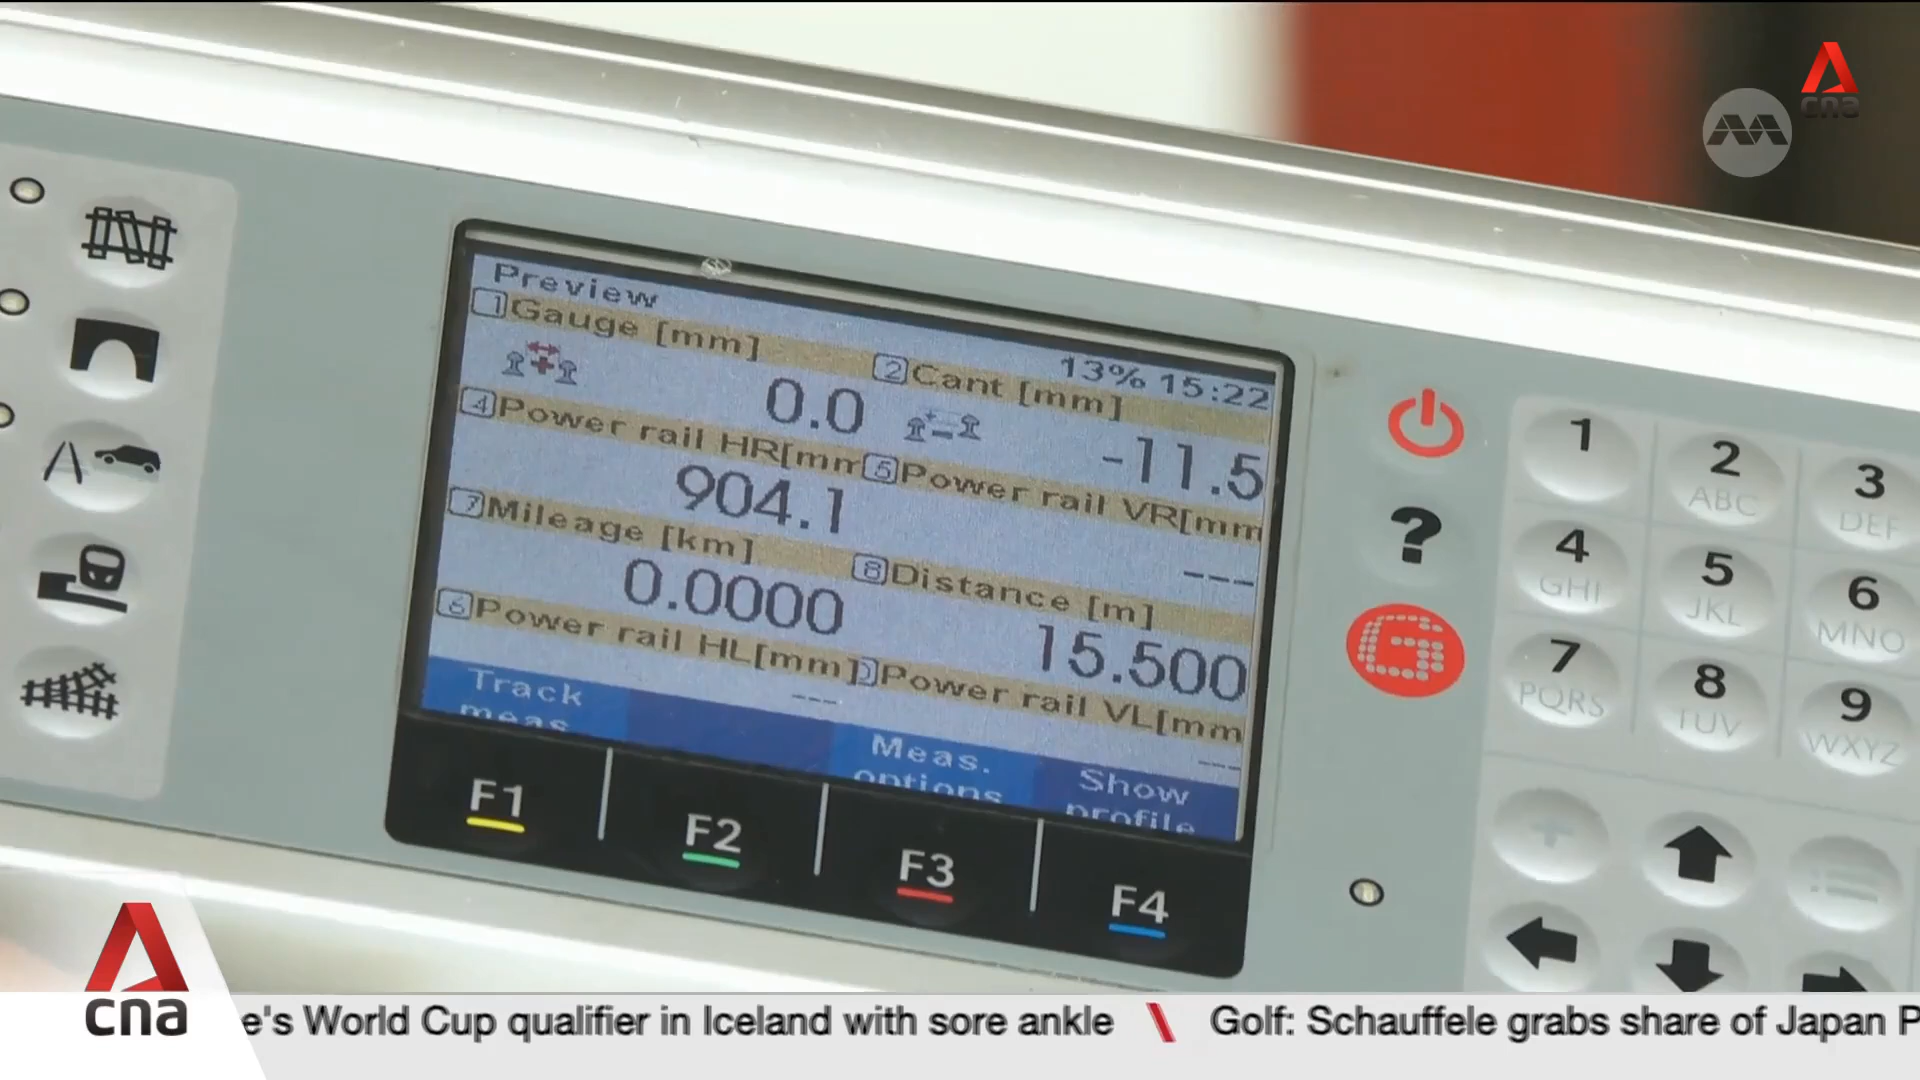 cna
Preview
13% 15:22
1 Gauge [mm]
0.0
2 Cant [mm]
-11.5
4 Power rail HR[mm
904.1
5 Power rail VR[mm
---
7 Mileage [km]
0.0000
8 Distance [m]
15.500
6 Power rail HL[mm]
---
Power rail VL[mm
---
Track
meas.
Meas.
options
Show
profile
F1
F2
F3
F4
?
G
1
2
ABC
3
DEF
4
GHI
5
JKL
6
MNO
7
PQRS
8
TUV
9
WXYZ
cna
e's World Cup qualifier in Iceland with sore ankle \ Golf: Schauffele grabs share of Japan P